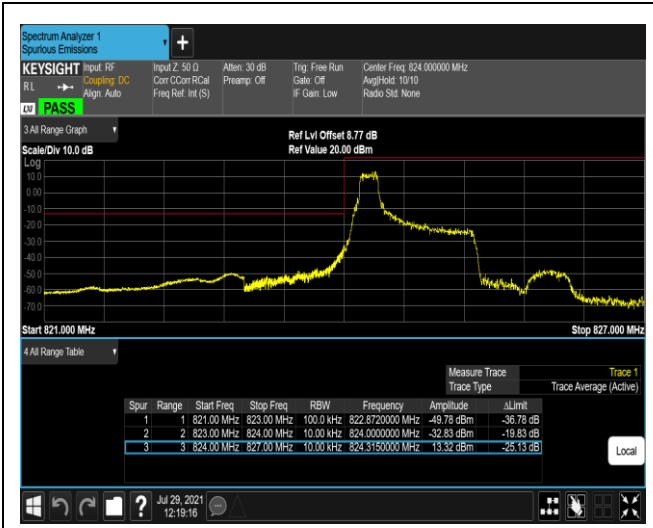 Spectrum Analyzer 1
Spurious Emissions
+
KEYSIGHT Input: RF Input Z: 50 Ω Atten: 30 dB Trig: Free Run Center Freq: 824.000000 MHz
R L Coupling: DC Corr CCorr RCal Preamp: Off Gate: Off Avg|Hold: 10/10
Align: Auto Freq Ref: Int (S) IF Gain: Low Radio Std: None
LXI PASS
3 All Range Graph
Ref Lvl Offset 8.77 dB
Scale/Div 10.0 dB Ref Value 20.00 dBm
Log
10.0
0.00
-10.0
-20.0
-30.0
-40.0
-50.0
-60.0
-70.0
Start 821.000 MHz Stop 827.000 MHz
4 All Range Table
Measure Trace Trace 1
Trace Type Trace Average (Active)
Spur Range Start Freq Stop Freq RBW Frequency Amplitude ΔLimit
1 1 821.00 MHz 823.00 MHz 100.0 kHz 822.8720000 MHz -49.78 dBm -36.78 dB
2 2 823.00 MHz 824.00 MHz 10.00 kHz 824.0000000 MHz -32.83 dBm -19.83 dB
3 3 824.00 MHz 827.00 MHz 10.00 kHz 824.3150000 MHz 13.32 dBm -25.13 dB
Local
? Jul 29, 2021
12:19:16